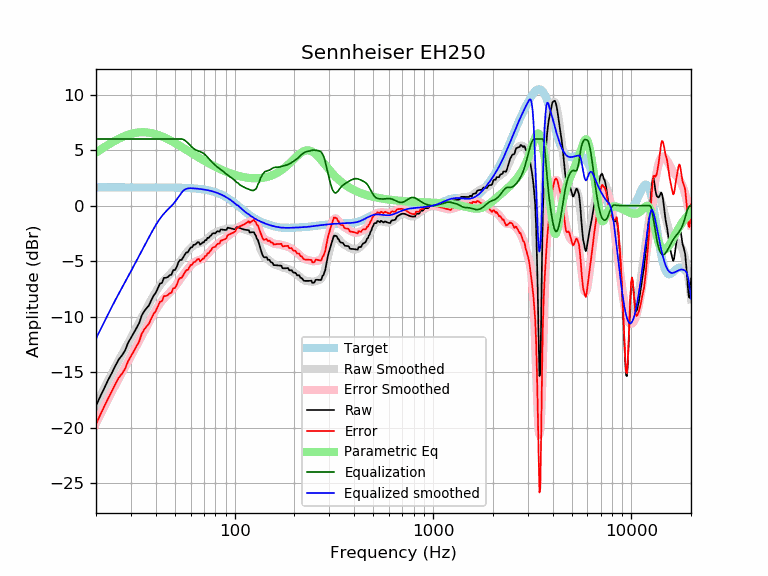 Sennheiser EH250
Amplitude (dBr)
10
5
0
−5
−10
−15
−20
−25
Target
Raw Smoothed
Error Smoothed
Raw
Error
Parametric Eq
Equalization
Equalized smoothed
100
1000
10000
Frequency (Hz)